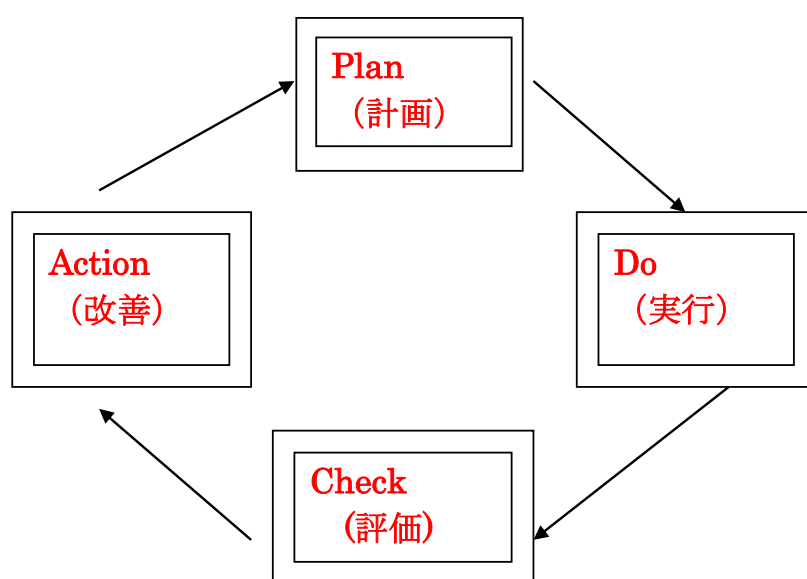 Plan
（計画）
Action
（改善）
Do
（実行）
Check
(評価)